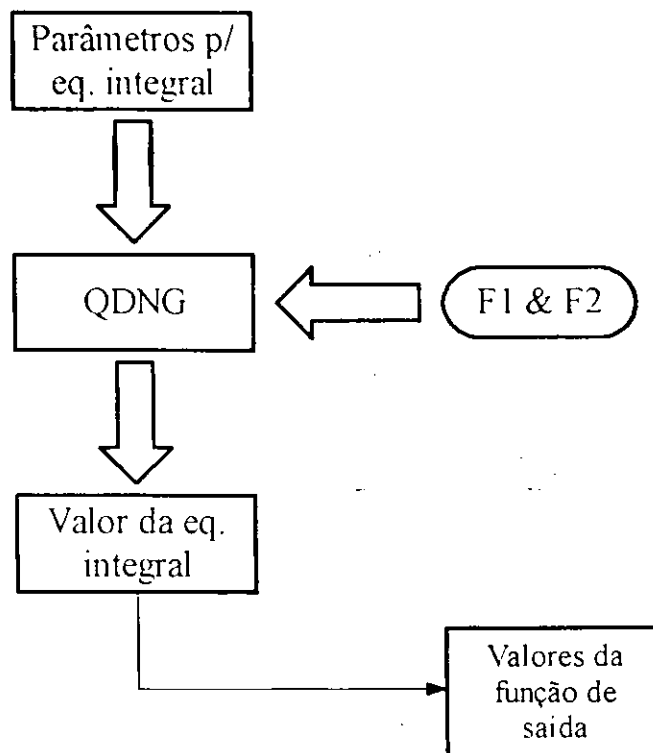 Parâmetros p/
eq. integral
QDNG
F1 & F2
Valor da eq.
integral
Valores da
função de
saida